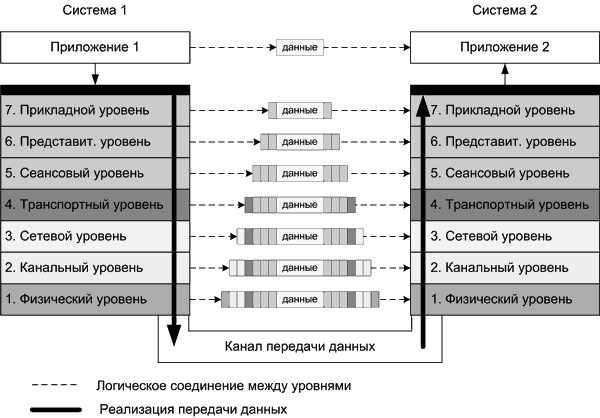 Система 1 Система 2
Приложение 1 данные Приложение 2
7. Прикладной уровень данные 7. Прикладной уровень
6. Представит. уровень данные 6. Представит. уровень
5. Сеансовый уровень данные 5. Сеансовый уровень
4. Транспортный уровень данные 4. Транспортный уровень
3. Сетевой уровень данные 3. Сетевой уровень
2. Канальный уровень данные 2. Канальный уровень
1. Физический уровень данные 1. Физический уровень
Канал передачи данных
Логическое соединение между уровнями
Реализация передачи данных